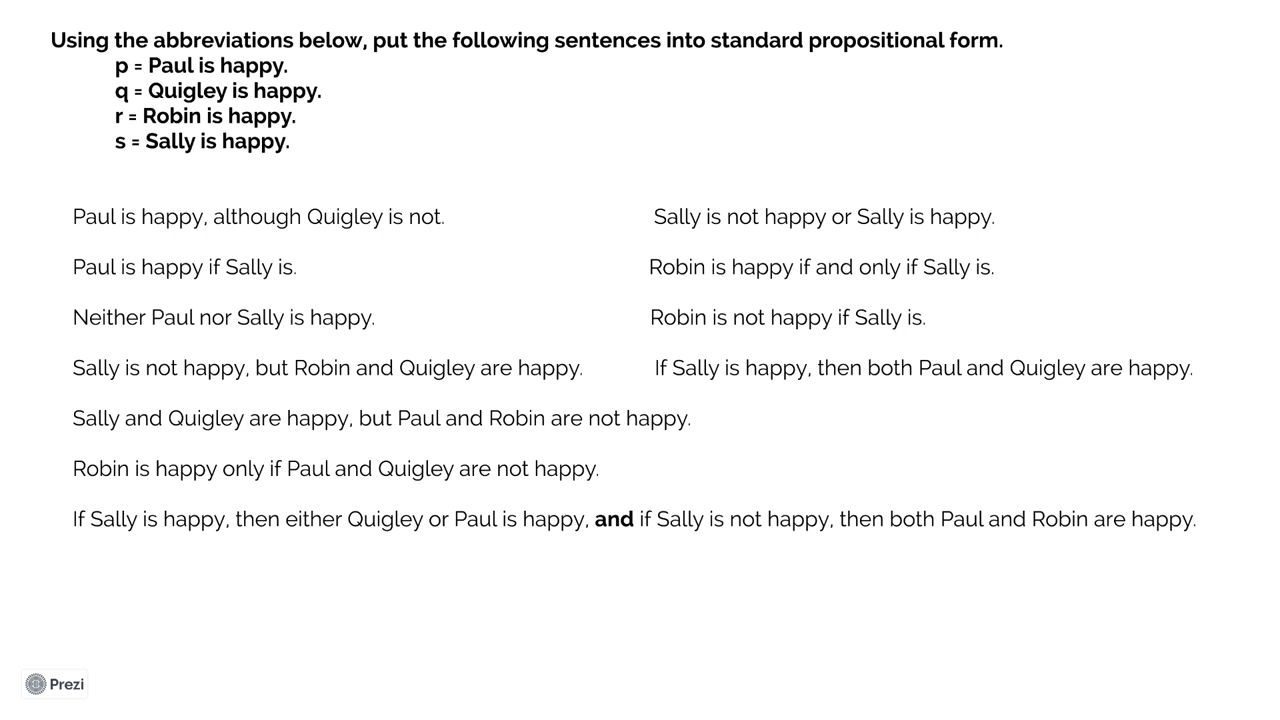 Using the abbreviations below, put the following sentences into standard propositional form.
p = Paul is happy.
q = Quigley is happy.
r = Robin is happy.
s = Sally is happy.
Paul is happy, although Quigley is not.
Paul is happy if Sally is.
Neither Paul nor Sally is happy.
Sally is not happy, but Robin and Quigley are happy.
Sally and Quigley are happy, but Paul and Robin are not happy.
Robin is happy only if Paul and Quigley are not happy.
If Sally is happy, then either Quigley or Paul is happy, and if Sally is not happy, then both Paul and Robin are happy.
Sally is not happy or Sally is happy.
Robin is happy if and only if Sally is.
Robin is not happy if Sally is.
If Sally is happy, then both Paul and Quigley are happy.
Prezi